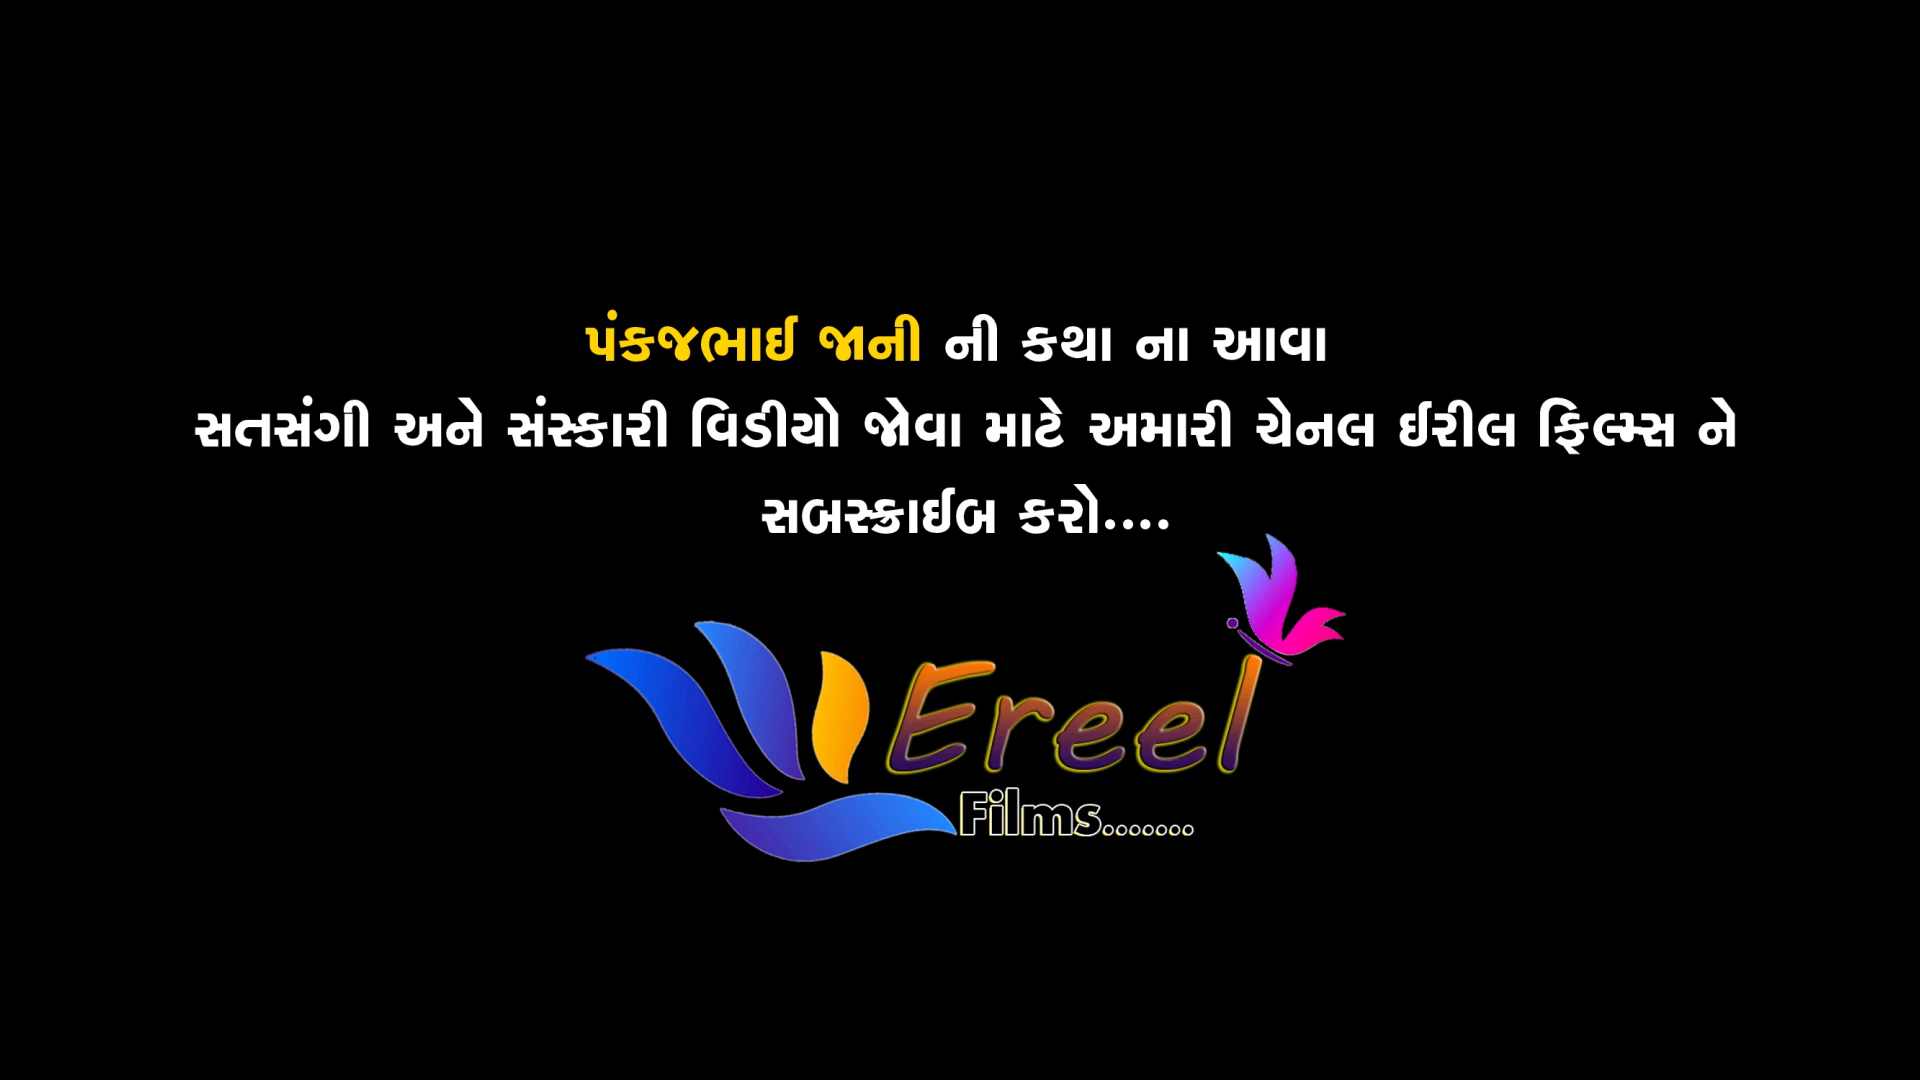 પંકજભાઈ જાની ની કથા ના આવા
સતસંગી અને સંસ્કારી વિડીયો જોવા માટે અમારી ચેનલ ઈરીલ ફિલ્મ્સ ને
સબસ્ક્રાઈબ કરો....
Ereel
Films.......